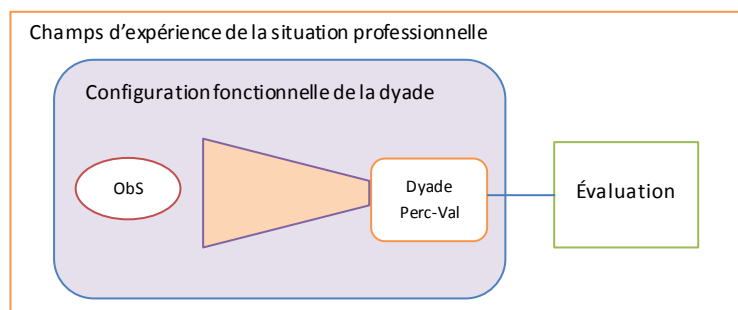 Champs d'expérience de la situation professionnelle
Configuration fonctionnelle de la dyade
ObS
Dyade
Perc-Val
Évaluation